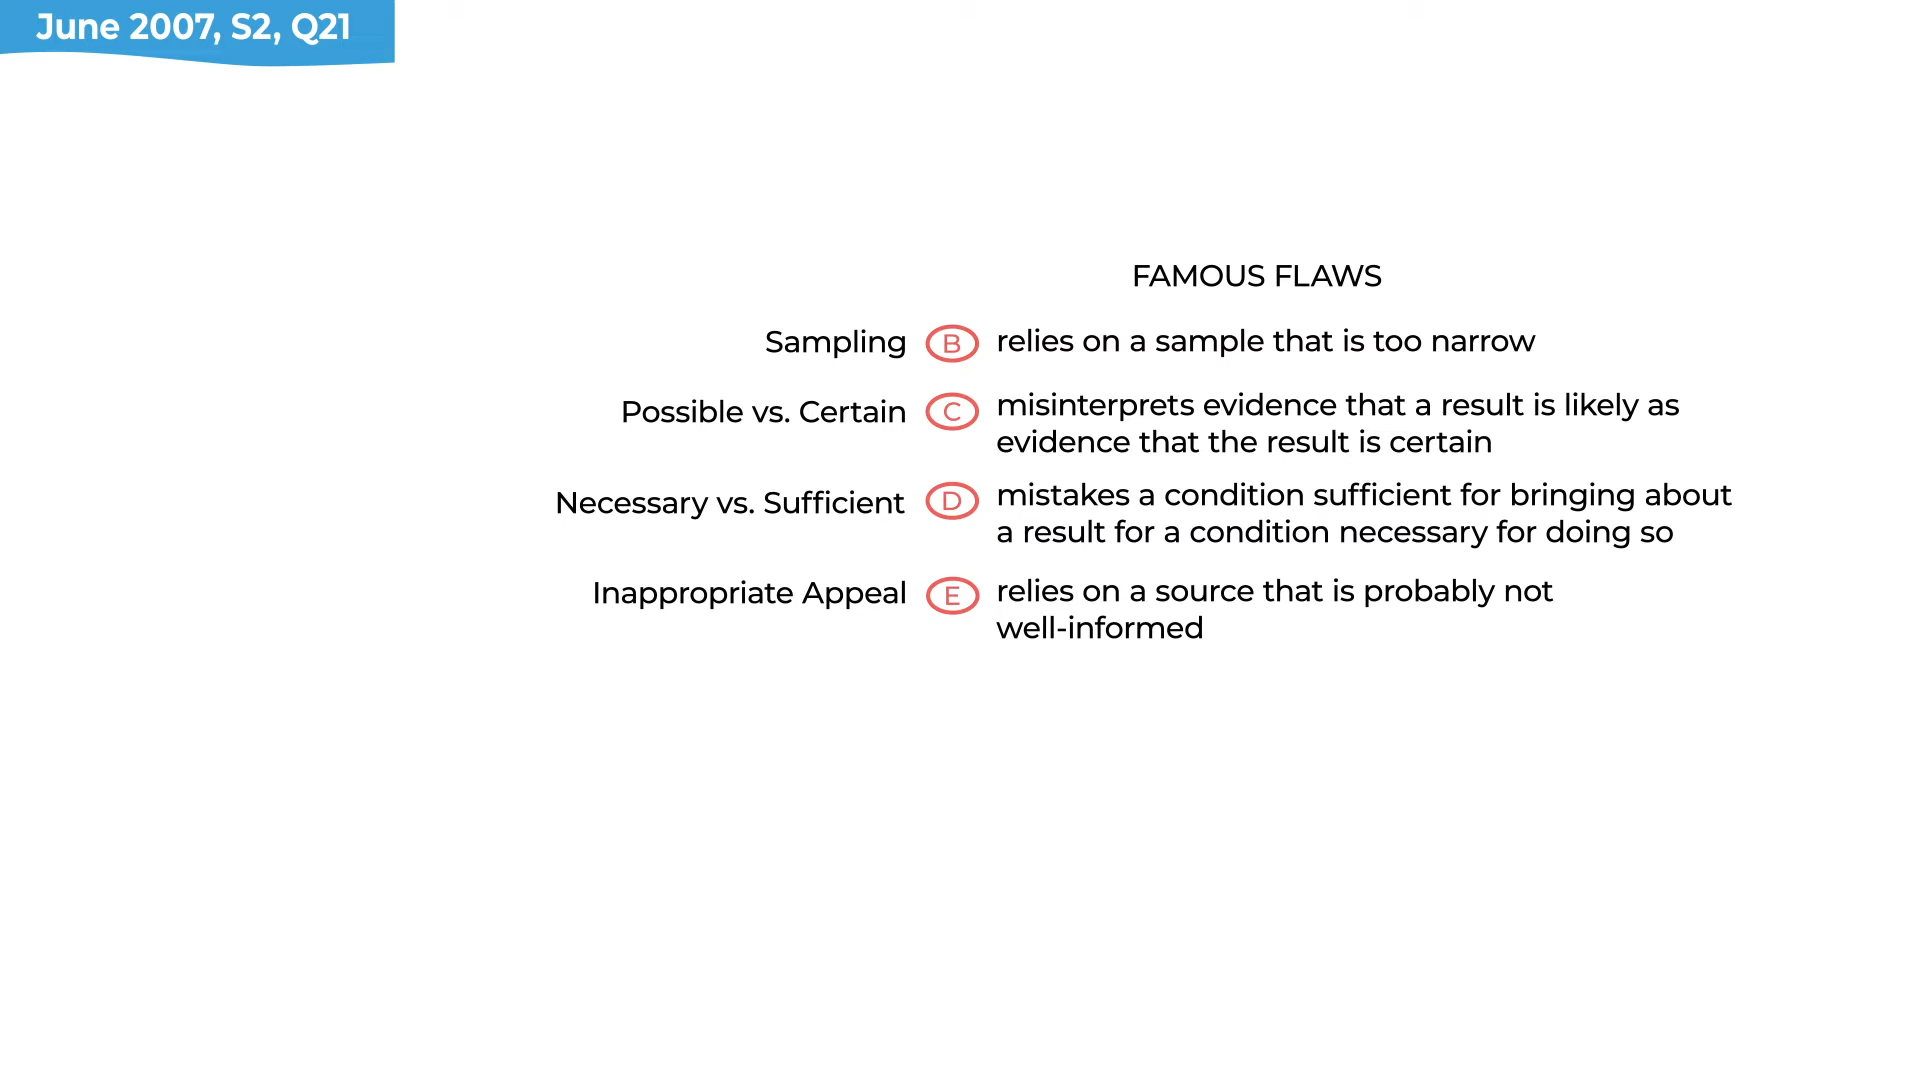 June 2007, S2, Q21
FAMOUS FLAWS
Sampling B relies on a sample that is too narrow
Possible vs. Certain C misinterprets evidence that a result is likely as
evidence that the result is certain
Necessary vs. Sufficient D mistakes a condition sufficient for bringing about
a result for a condition necessary for doing so
Inappropriate Appeal E relies on a source that is probably not
well-informed